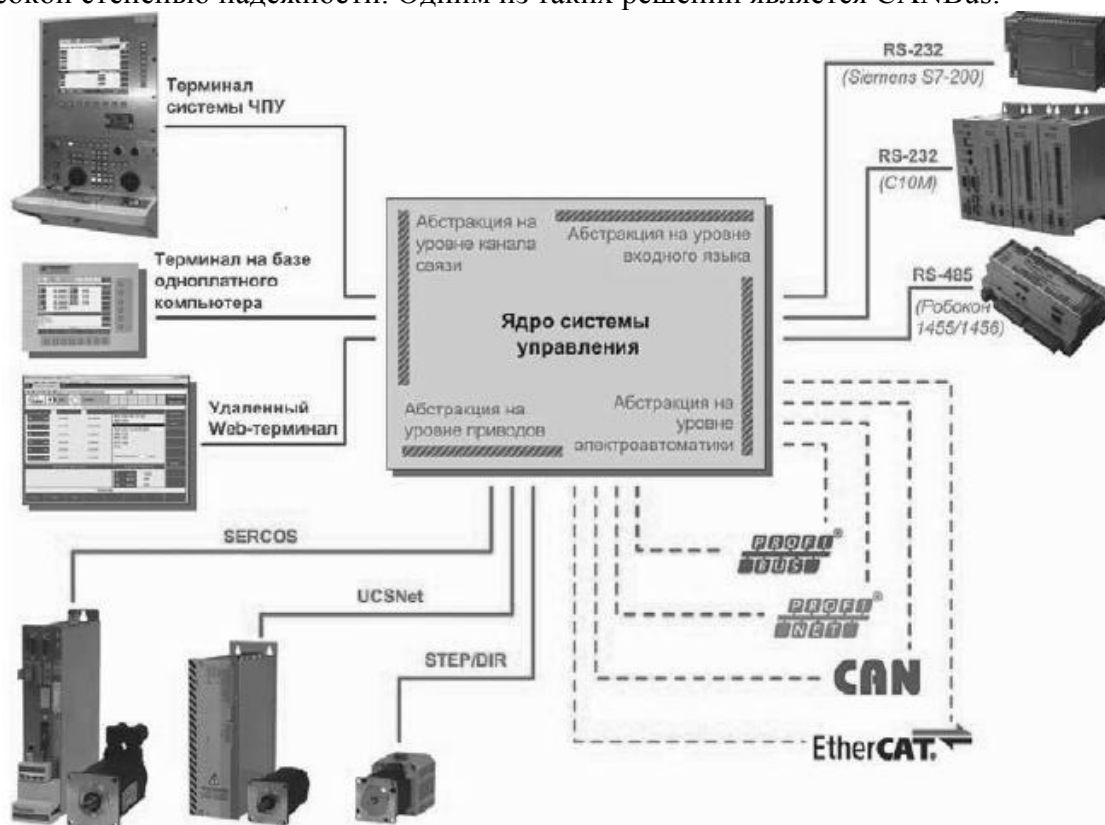 сокой степенью надежности. Одним из таких решений является CANBus.
Терминал
системы ЧПУ
RS-232
(Siemens S7-200)
RS-232
(C10M)
Абстракция на
уровне канала
связи
Абстракция на уровне
входного языка
Терминал на базе
одноплатного
компьютера
RS-485
(Робокон
1455/1456)
Ядро системы
управления
Удаленный
Web-терминал
Абстракция на
уровне приводов
Абстракция на
уровне
электроавтоматики
SERCOS
PROFI®
BUS
UCSNet
PROFI®
NET
STEP/DIR
CAN
EtherCAT®